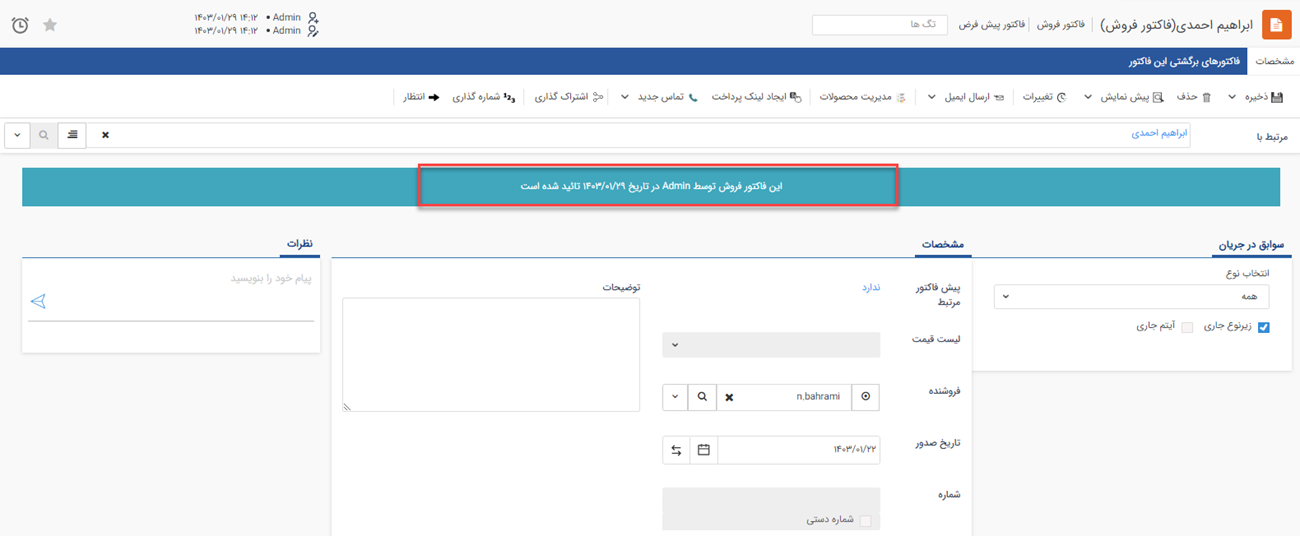 ابراهیم احمدی(فاکتور فروش) فاکتور فروش فاکتور پیش فرض تگ ها
Admin • ۱۴۰۳/۰۱/۲۹ ۱۴:۱۲
Admin • ۱۴۰۳/۰۱/۲۹ ۱۴:۱۲
مشخصات فاکتورهای برگشتی این فاکتور
ذخیره حذف پیش نمایش تغییرات ارسال ایمیل مدیریت محصولات ایجاد لینک پرداخت تماس جدید اشتراک گذاری شماره گذاری انتظار
مرتبط با ابراهیم احمدی
این فاکتور فروش توسط Admin در تاریخ ۱۴۰۳/۰۱/۲۹ تائید شده است
سوابق در جریان
انتخاب نوع
همه
زیرنوع جاری آیتم جاری
مشخصات
پیش فاکتور مرتبط ندارد
لیست قیمت
فروشنده n.bahrami
تاریخ صدور ۱۴۰۳/۰۱/۲۲
شماره
شماره دستی
توضیحات
نظرات
پیام خود را بنویسید